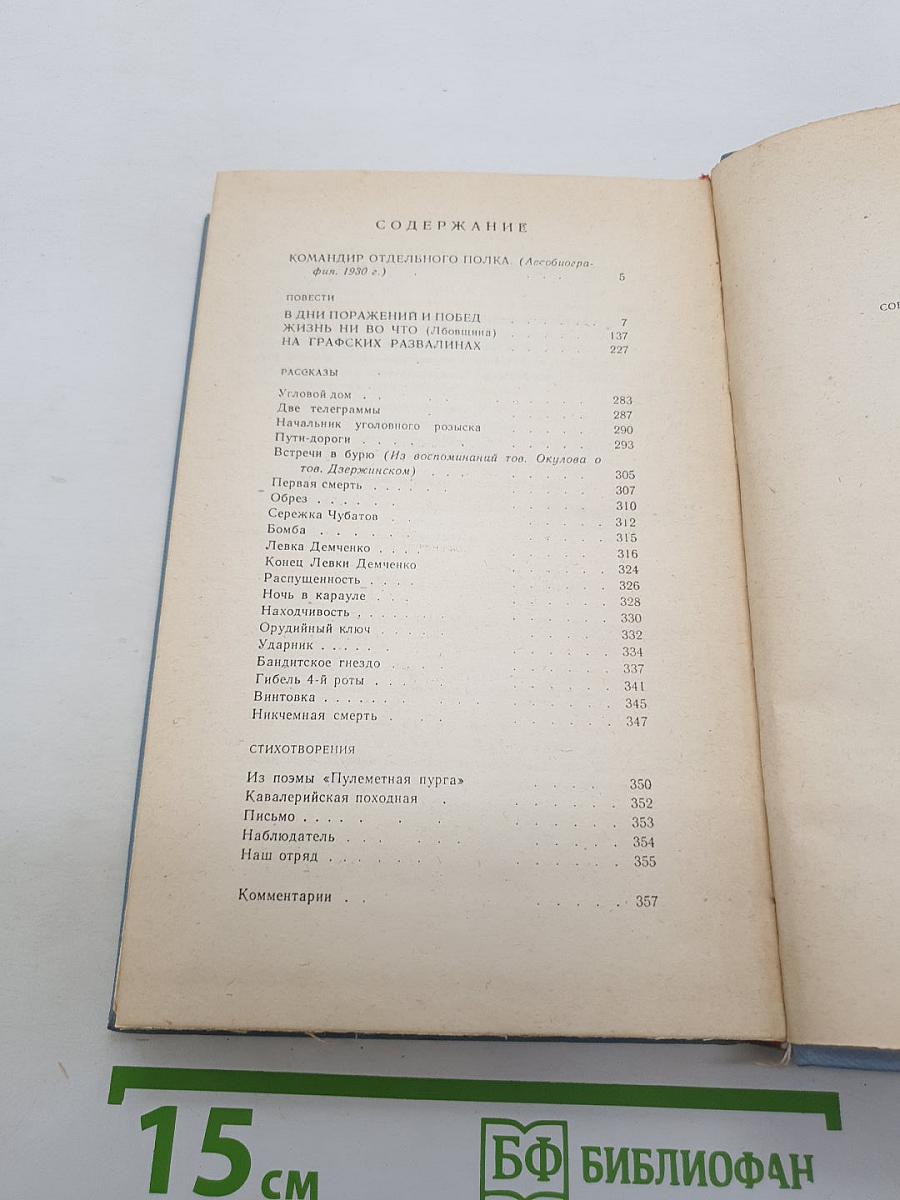 СОДЕРЖАНИЕ
КОМАНДИР ОТДЕЛЬНОГО ПОЛКА. (Автобиогра-
фия. 1930 г.) . . . . 5
ПОВЕСТИ
В ДНИ ПОРАЖЕНИЙ И ПОБЕД . . . . . 7
ЖИЗНЬ НИ ВО ЧТО (Лбовщина) . . . . . 137
НА ГРАФСКИХ РАЗВАЛИНАХ . . . . . 227
РАССКАЗЫ
Угловой дом . . . . . . . 283
Две телеграммы . . . . . . 287
Начальник уголовного розыска . . . . . 290
Пути-дороги . . . . . . . 293
Встречи в бурю (Из воспоминаний тов. Окулова о
тов. Дзержинском) . . . . . . . 305
Первая смерть . . . . . . . 307
Обрез . . . . . . . 310
Сережка Чубатов . . . . . . . 312
Бомба . . . . . . . 315
Левка Демченко . . . . . . . 316
Конец Левки Демченко . . . . . 324
Распущенность . . . . . . . 326
Ночь в карауле . . . . . . . 328
Находчивость . . . . . . . 330
Орудийный ключ . . . . . . . 332
Ударник . . . . . . . 334
Бандитское гнездо . . . . . . . 337
Гибель 4-й роты . . . . . . . 341
Винтовка . . . . . . . 345
Никчемная смерть . . . . . . . 347
СТИХОТВОРЕНИЯ
Из поэмы «Пулеметная пурга» . . . . 350
Кавалерийская походная . . . . . . 352
Письмо . . . . . . . 353
Наблюдатель . . . . . . . 354
Наш отряд . . . . . . . 355
Комментарии . . . . . . . 357
15 см
БФ БИБЛИОФАН